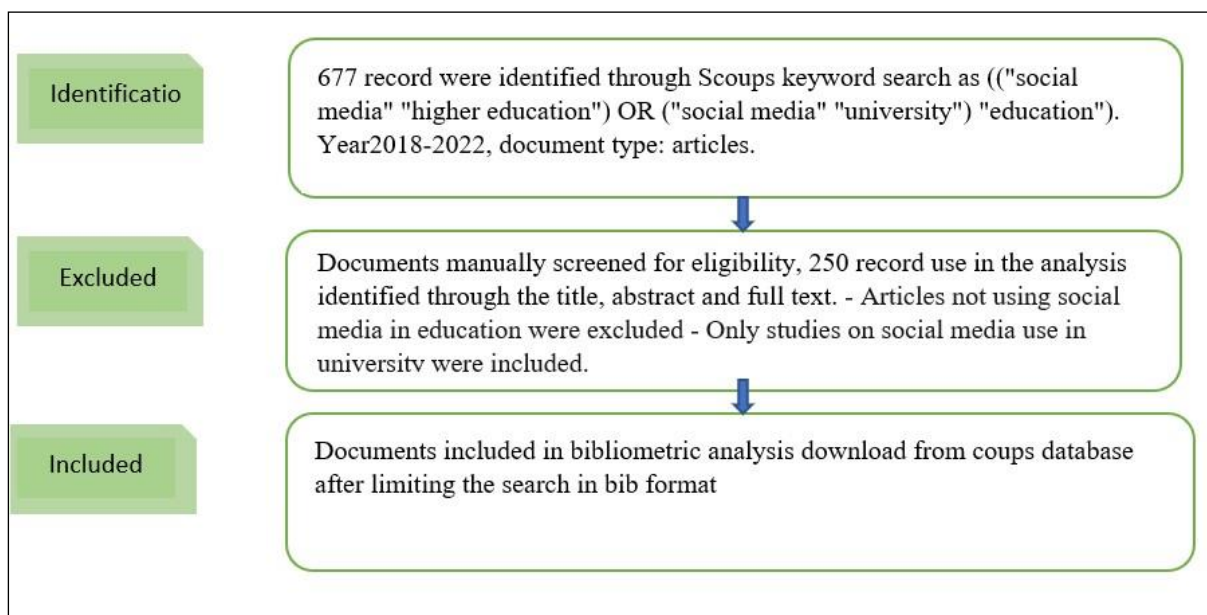 Identificatio
677 record were identified through Scoups keyword search as (("social
media" "higher education") OR ("social media" "university") "education").
Year2018-2022, document type: articles.
Excluded
Documents manually screened for eligibility, 250 record use in the analysis
identified through the title, abstract and full text. - Articles not using social
media in education were excluded - Only studies on social media use in
university were included.
Included
Documents included in bibliometric analysis download from coups database
after limiting the search in bib format